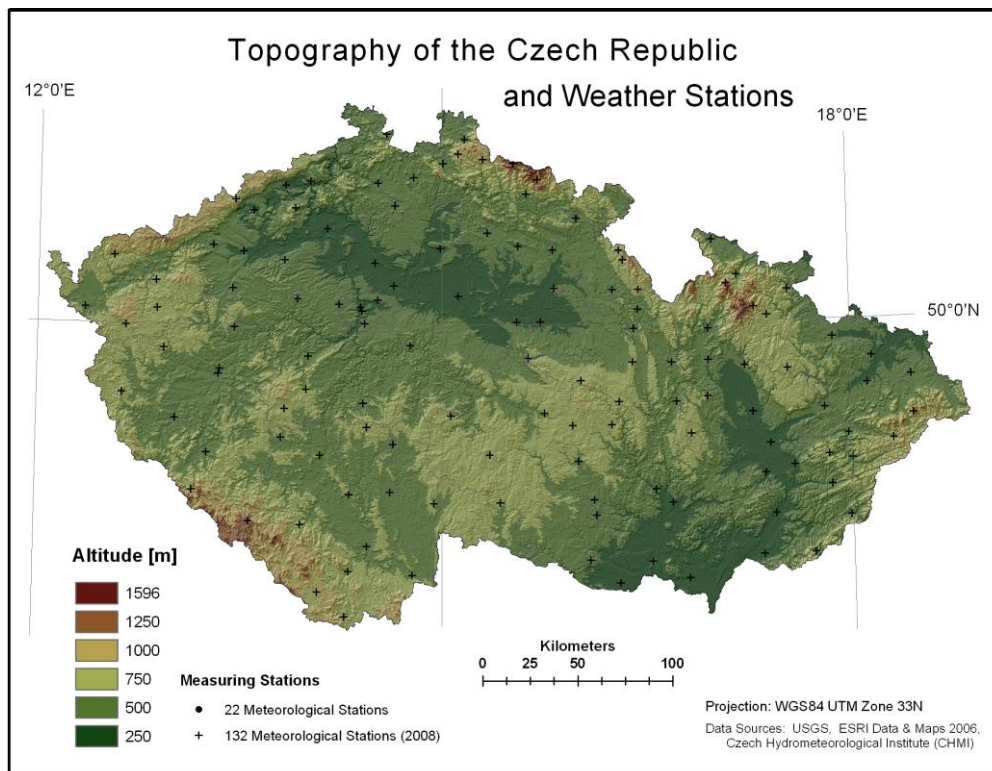 Topography of the Czech Republic
and Weather Stations
12°0'E
18°0'E
50°0'N
Altitude [m]
1596
1250
1000
750
500
250
Measuring Stations
22 Meteorological Stations
132 Meteorological Stations (2008)
Kilometers
0 25 50 100
Projection: WGS84 UTM Zone 33N
Data Sources: USGS, ESRI Data & Maps 2006,
Czech Hydrometeorological Institute (CHMI)